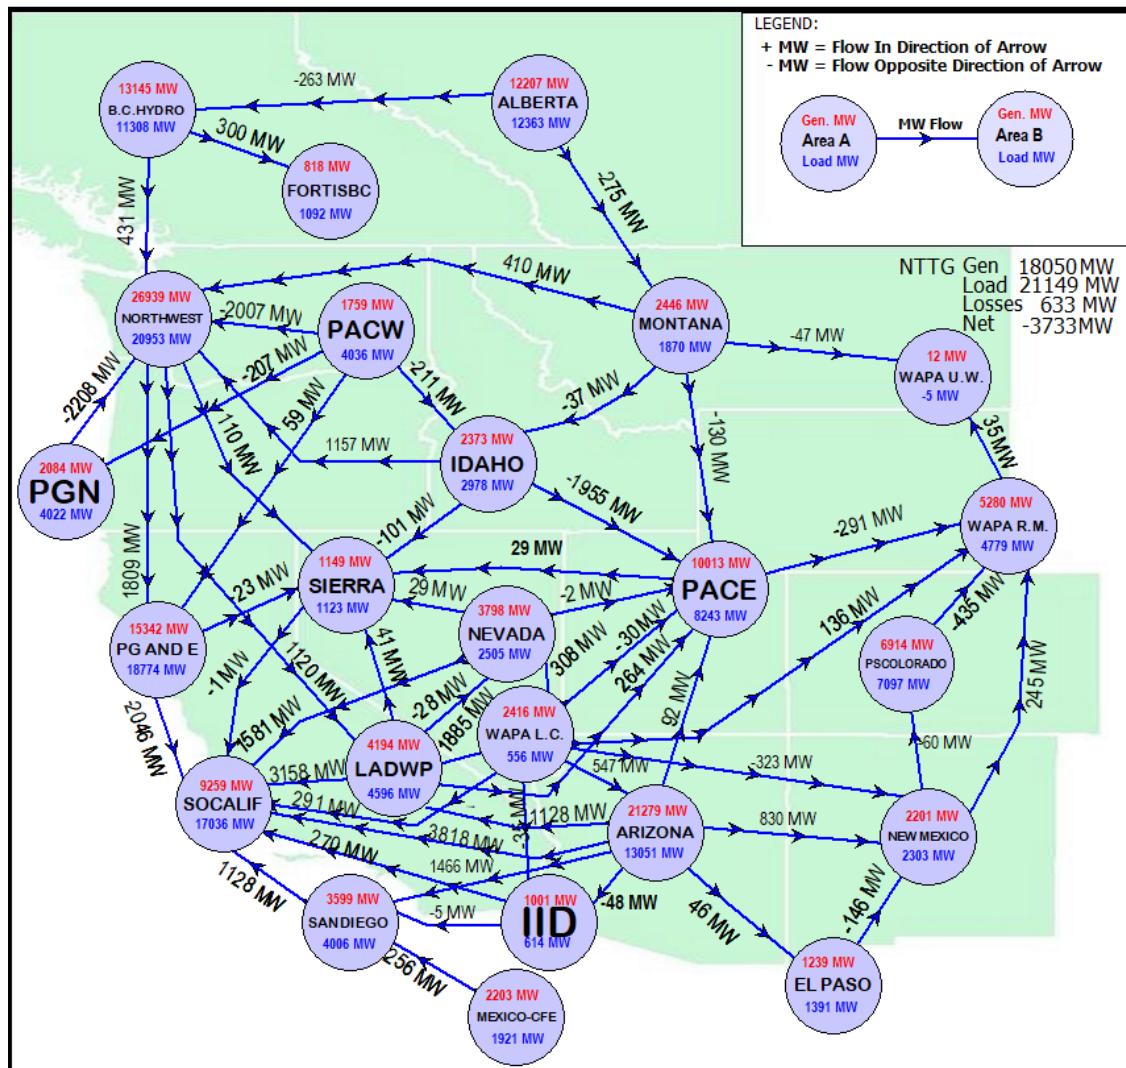 LEGEND:
+ MW = Flow In Direction of Arrow
- MW = Flow Opposite Direction of Arrow
Gen. MW
Area A
Load MW
MW Flow
Gen. MW
Area B
Load MW
NTTG Gen 18050 MW
Load 21149 MW
Losses 633 MW
Net -3733 MW
13145 MW
B.C.HYDRO
11308 MW
-263 MW
12207 MW
ALBERTA
12363 MW
300 MW
818 MW
FORTISBC
1092 MW
431 MW
-275 MW
410 MW
26939 MW
NORTHWEST
20953 MW
-2007 MW
1759 MW
PACW
4036 MW
2446 MW
MONTANA
1870 MW
-47 MW
12 MW
WAPA U.W.
-5 MW
-2208 MW
-207 MW
59 MW
-211 MW
-37 MW
-130 MW
35 MW
110 MW
1157 MW
2084 MW
PGN
4022 MW
2373 MW
IDAHO
2978 MW
-1955 MW
5280 MW
WAPA R.M.
4779 MW
-291 MW
-101 MW
1809 MW
-23 MW
1149 MW
SIERRA
1123 MW
29 MW
29 MW
-2 MW
10013 MW
PACE
8243 MW
136 MW
-435 MW
15342 MW
PG AND E
18774 MW
3798 MW
NEVADA
2505 MW
308 MW
-30 MW
264 MW
6914 MW
PSCOLORADO
7097 MW
245 MW
-1 MW
1120 MW
41 MW
-28 MW
1885 MW
92 MW
2046 MW
1581 MW
2416 MW
WAPA L.C.
556 MW
-60 MW
-323 MW
547 MW
4194 MW
LADWP
4596 MW
3158 MW
9259 MW
SOCALIF
17036 MW
291 MW
-35 MW
1128 MW
21279 MW
ARIZONA
13051 MW
830 MW
2201 MW
NEW MEXICO
2303 MW
3818 MW
270 MW
1466 MW
1128 MW
3599 MW
SANDIEGO
4006 MW
-5 MW
1001 MW
IID
614 MW
-48 MW
46 MW
-146 MW
256 MW
1239 MW
EL PASO
1391 MW
2203 MW
MEXICO-CFE
1921 MW